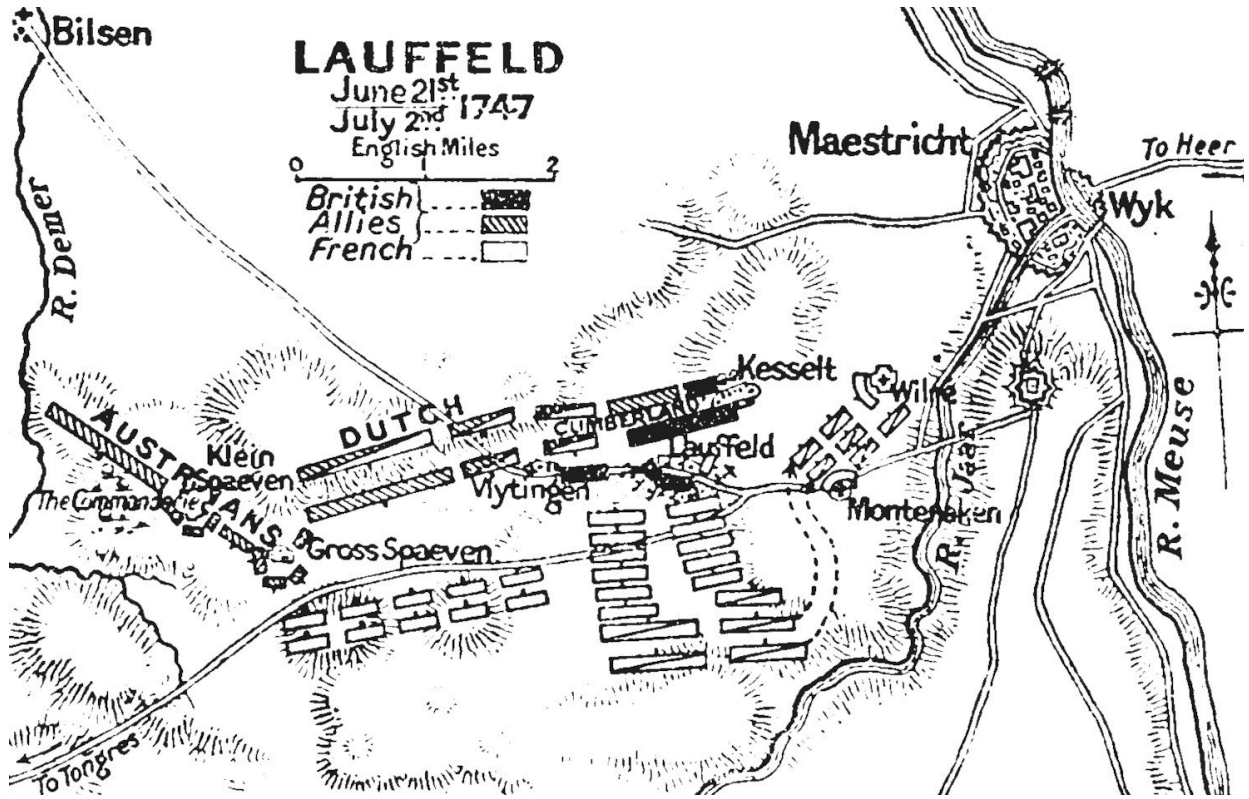 Bilsen
LAUFFELD
June 21st
July 2nd 1747
English Miles
0 1 2
British
Allies
French
Maestricht
To Heer
Wyk
R. Demer
Kesselt
DUTCH
CUMBERLAND
Wilre
AUSTRIANS
Klein
Spaeven
Lauffeld
The Commanderie
Vlytingen
R. Jaar
R. Meuse
Montenaken
Gross Spaeven
To Tongres